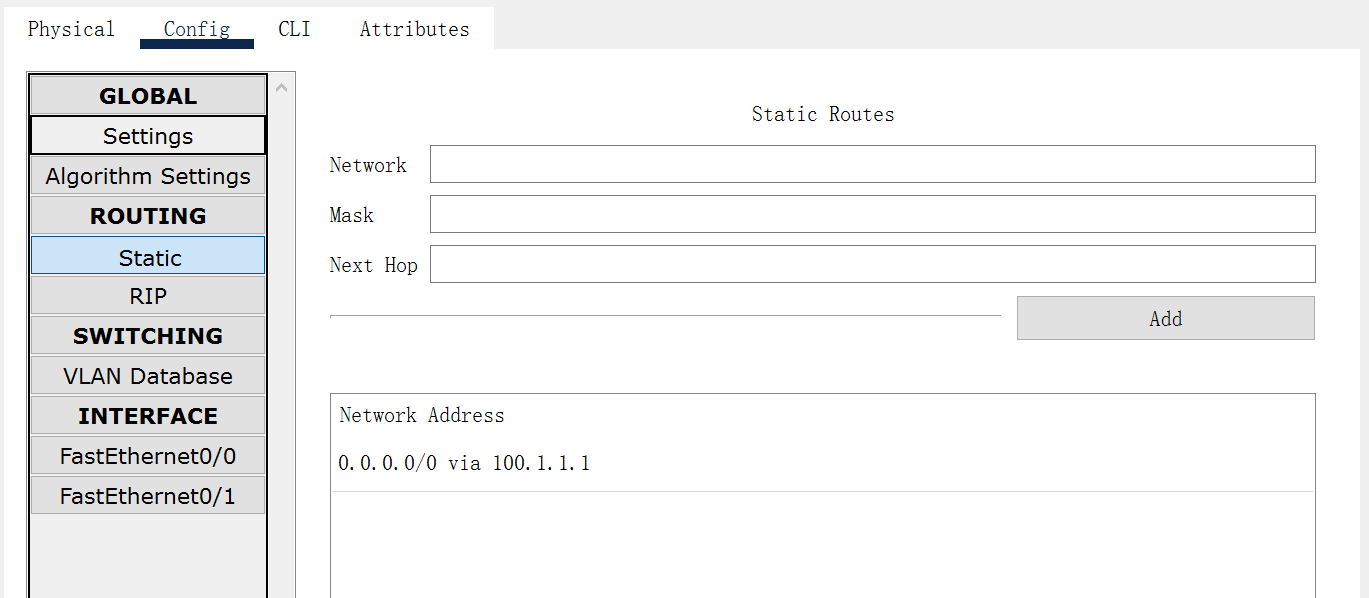 Physical Config CLI Attributes
GLOBAL
Settings
Algorithm Settings
ROUTING
Static
RIP
SWITCHING
VLAN Database
INTERFACE
FastEthernet0/0
FastEthernet0/1
Static Routes
Network
Mask
Next Hop
Add
Network Address
0.0.0.0/0 via 100.1.1.1